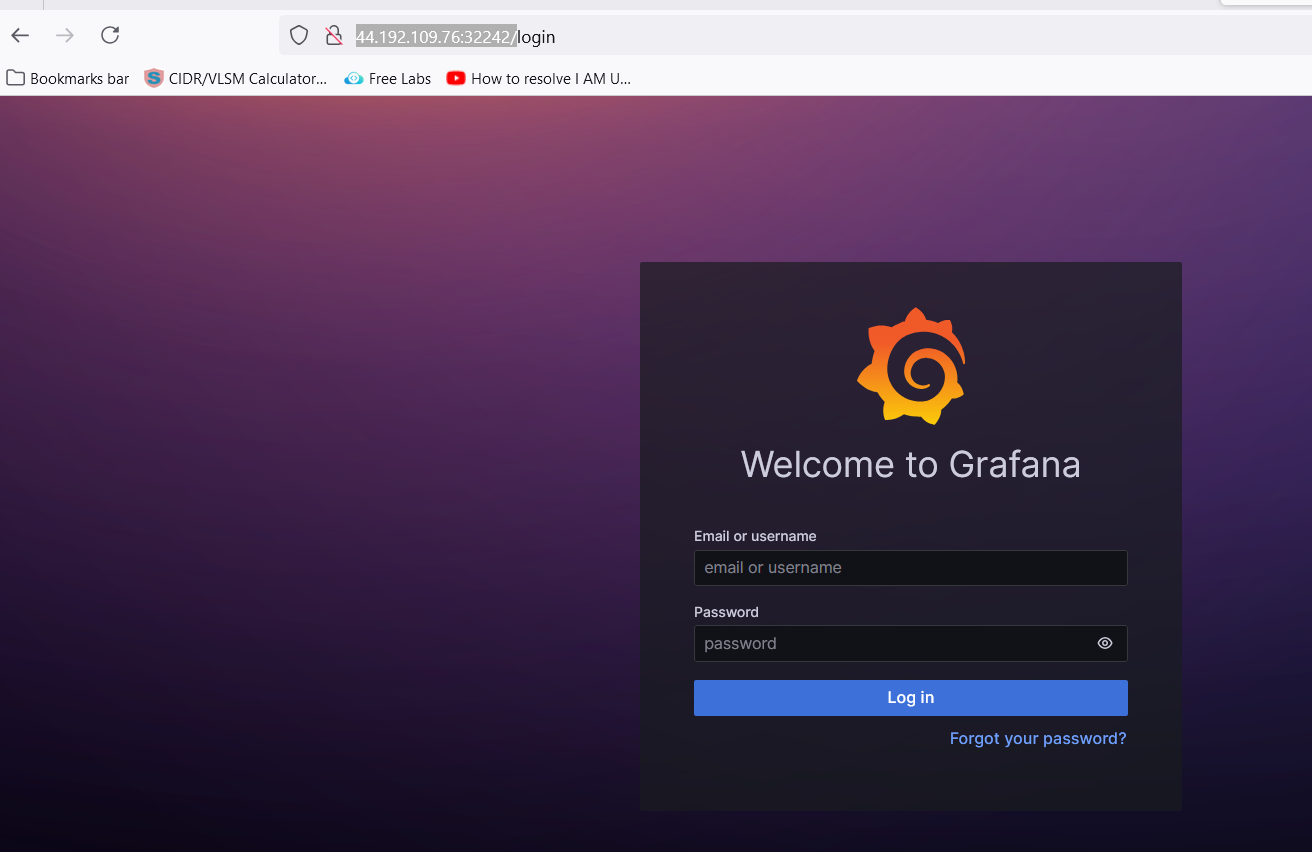 44.192.109.76:32242/login
Bookmarks bar
CIDR/VLSM Calculator...
Free Labs
How to resolve I AM U...
Welcome to Grafana
Email or username
email or username
Password
password
Log in
Forgot your password?